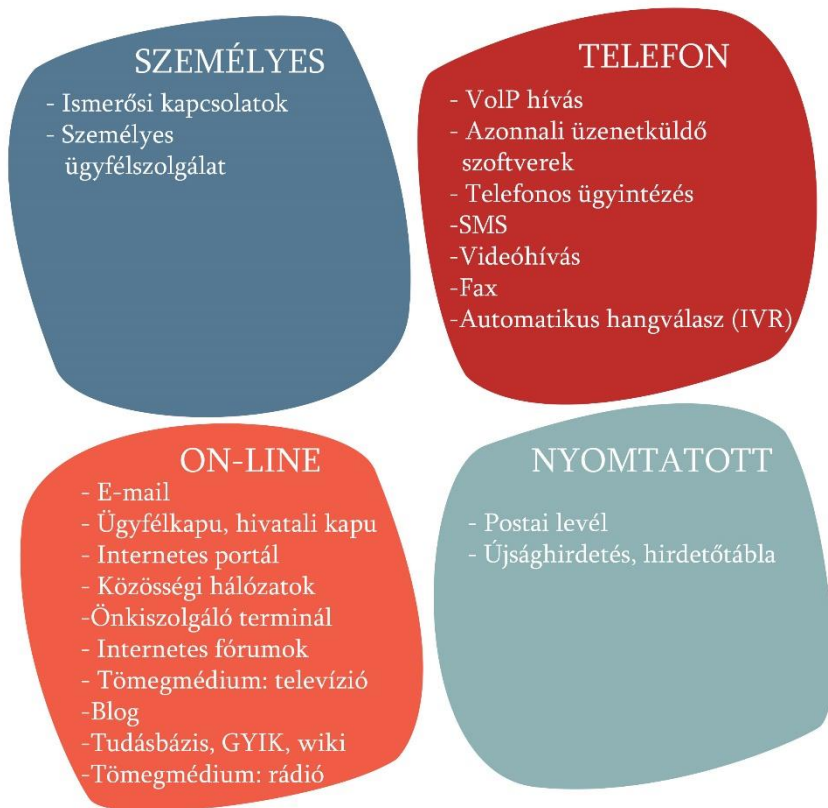 SZEMÉLYES
- Ismerősi kapcsolatok
- Személyes
ügyfélszolgálat
TELEFON
- VolP hívás
- Azonnali üzenetküldő
szoftverek
- Telefonos ügyintézés
-SMS
-Videóhívás
-Fax
-Automatikus hangválasz (IVR)
ON-LINE
- E-mail
- Ügyfélkapu, hivatali kapu
- Internetes portál
- Közösségi hálózatok
-Önkiszolgáló terminál
- Internetes fórumok
- Tömegmédium: televízió
-Blog
-Tudásbázis, GYIK, wiki
-Tömegmédium: rádió
NYOMTATOTT
- Postai levél
- Újsághirdetés, hirdetőtábla